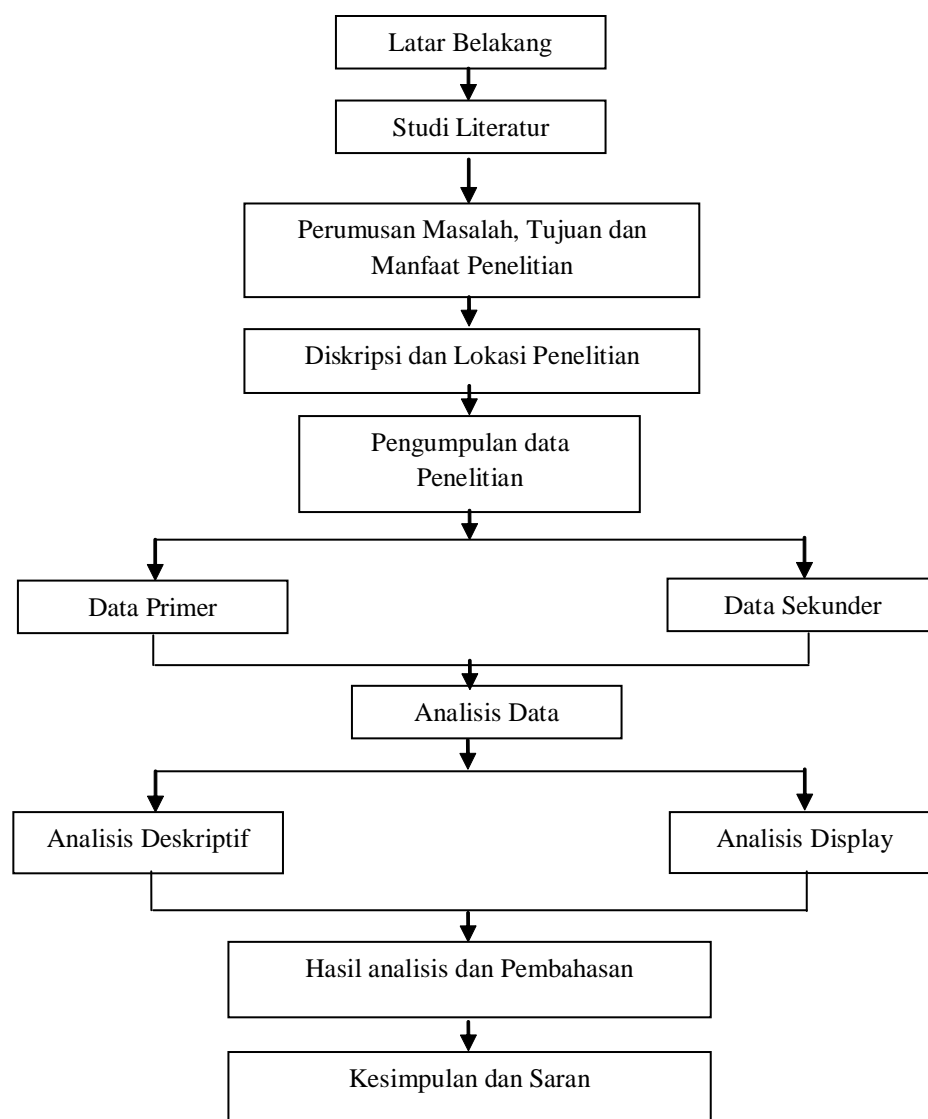 Latar Belakang
Studi Literatur
Perumusan Masalah, Tujuan dan
Manfaat Penelitian
Diskripsi dan Lokasi Penelitian
Pengumpulan data
Penelitian
Data Primer
Data Sekunder
Analisis Data
Analisis Deskriptif
Analisis Display
Hasil analisis dan Pembahasan
Kesimpulan dan Saran